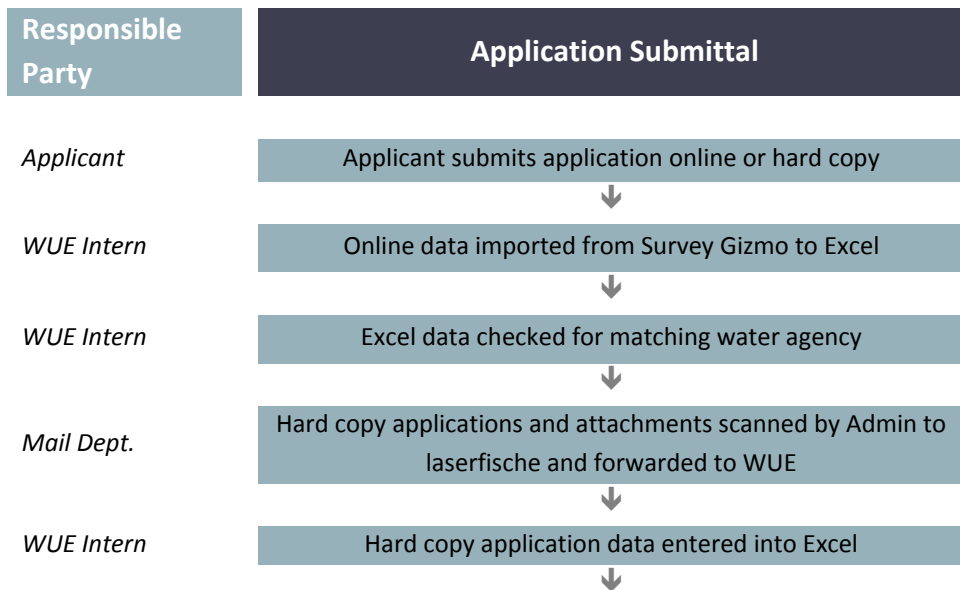 Responsible
Party
Application Submittal
Applicant
Applicant submits application online or hard copy
WUE Intern
Online data imported from Survey Gizmo to Excel
WUE Intern
Excel data checked for matching water agency
Mail Dept.
Hard copy applications and attachments scanned by Admin to
laserfische and forwarded to WUE
WUE Intern
Hard copy application data entered into Excel